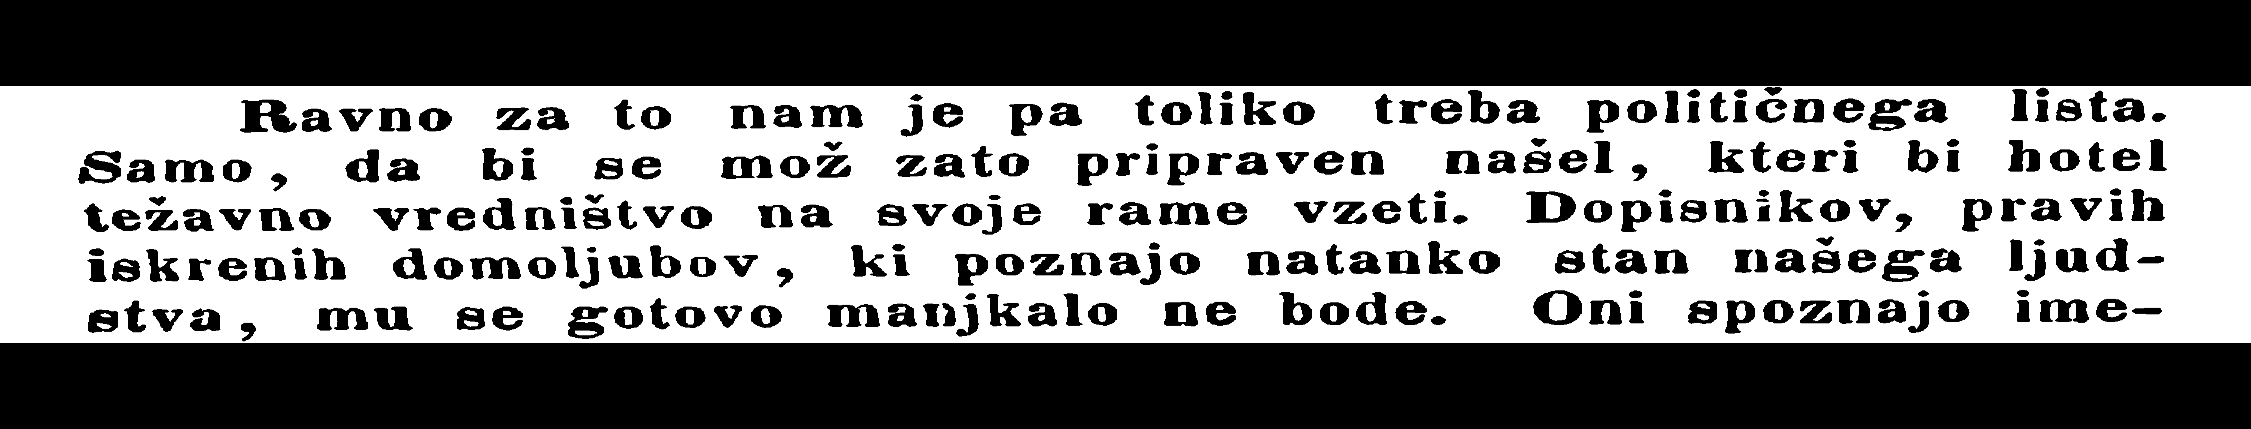 Ravno za to nam je pa toliko treba političnega lista.
Samo, da bi se mož zato pripraven našel, kteri bi hotel
težavno vredništvo na svoje rame vzeti. Dopisnikov, pravih
iskrenih domoljubov, ki poznajo natanko stan našega ljud-
stva, mu se gotovo manjkalo ne bode. Oni spoznajo ime-